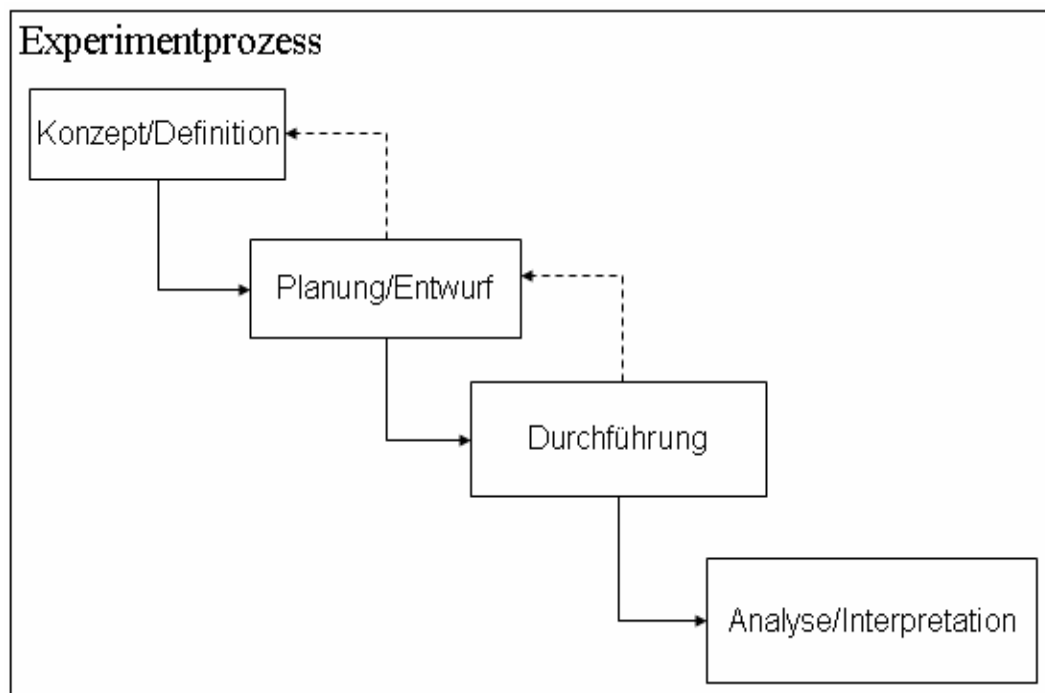 Experimentprozess
Konzept/Definition
Planung/Entwurf
Durchführung
Analyse/Interpretation